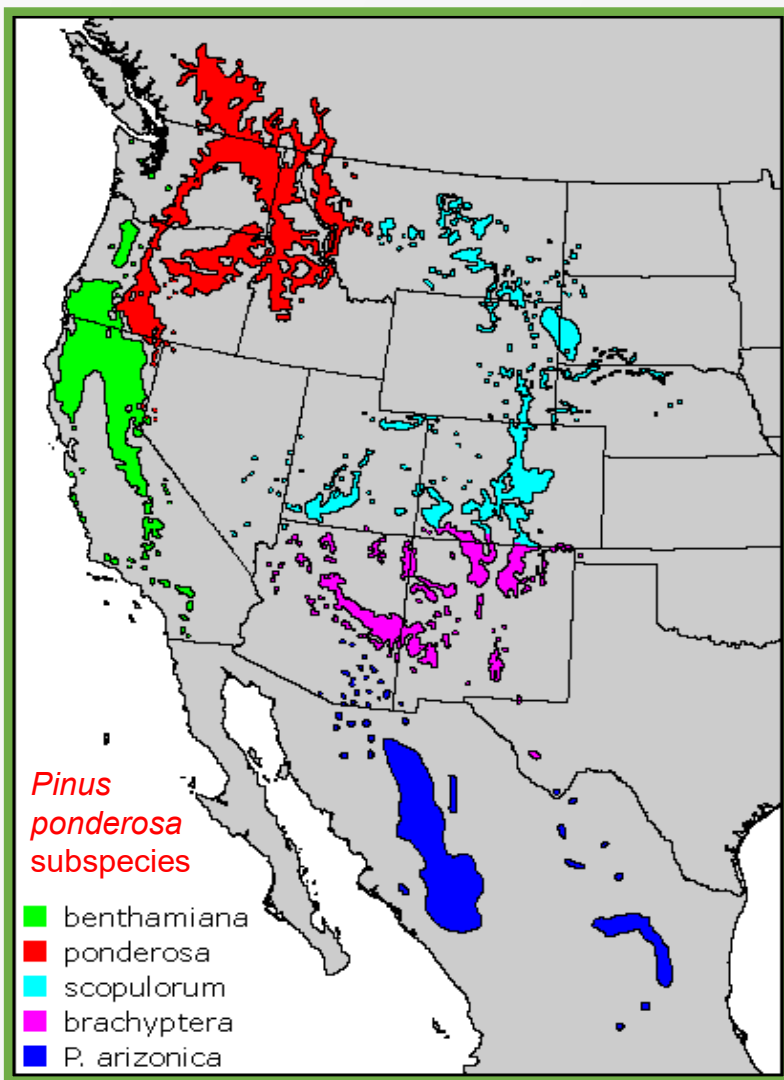 Pinus
ponderosa
subspecies
benthamiana
ponderosa
scopulorum
brachyptera
P. arizonica